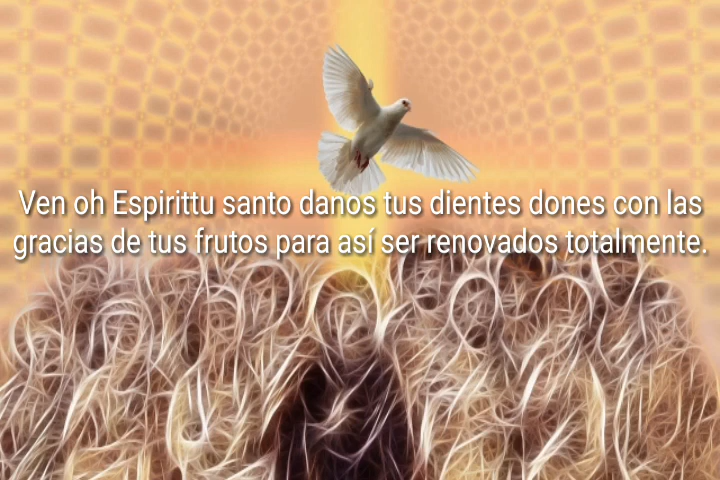 Ven oh Espirittu santo danos tus dientes dones con las
gracias de tus frutos para así ser renovados totalmente.